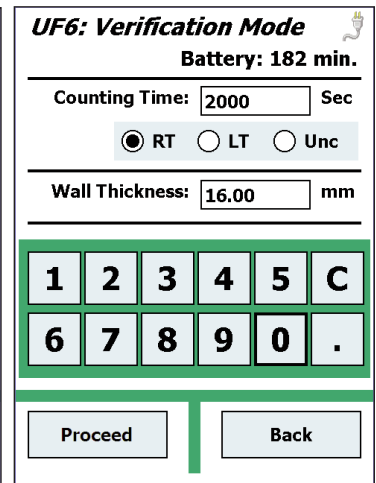 UF6: Verification Mode
Battery: 182 min.
Counting Time: 2000 Sec
RT LT Unc
Wall Thickness: 16.00 mm
1 2 3 4 5 C
6 7 8 9 0 .
Proceed Back